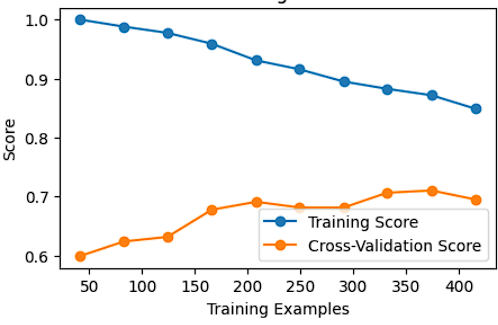 1.0
0.9
0.8
0.7
0.6
Score
Training Score
Cross-Validation Score
50 100 150 200 250 300 350 400
Training Examples